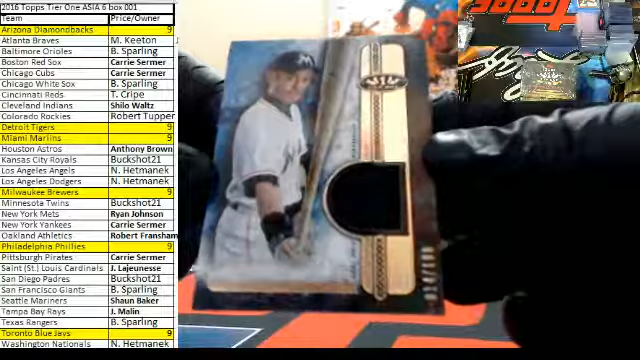 2016 Topps Tier One ASIA 6 box 001
Team Price/Owner
Arizona Diamondbacks 9
Atlanta Braves M. Keeton
Baltimore Orioles B. Sparling
Boston Red Sox Carrie Sermer
Chicago Cubs Carrie Sermer
Chicago White Sox B. Sparling
Cincinnati Reds T. Cripe
Cleveland Indians Shilo Waltz
Colorado Rockies Robert Tupper
Detroit Tigers 9
Miami Marlins 9
Houston Astros Anthony Brown
Kansas City Royals Buckshot21
Los Angeles Angels N. Hetmanek
Los Angeles Dodgers N. Hetmanek
Milwaukee Brewers 9
Minnesota Twins Buckshot21
New York Mets Ryan Johnson
New York Yankees Carrie Sermer
Oakland Athletics Robert Fransham
Philadelphia Phillies 9
Pittsburgh Pirates Carrie Sermer
Saint (St.) Louis Cardinals J. Lajeunesse
San Diego Padres Buckshot21
San Francisco Giants B. Sparling
Seattle Mariners Shaun Baker
Tampa Bay Rays J. Malin
Texas Rangers B. Sparling
Toronto Blue Jays 9
Washington Nationals N. Hetmanek